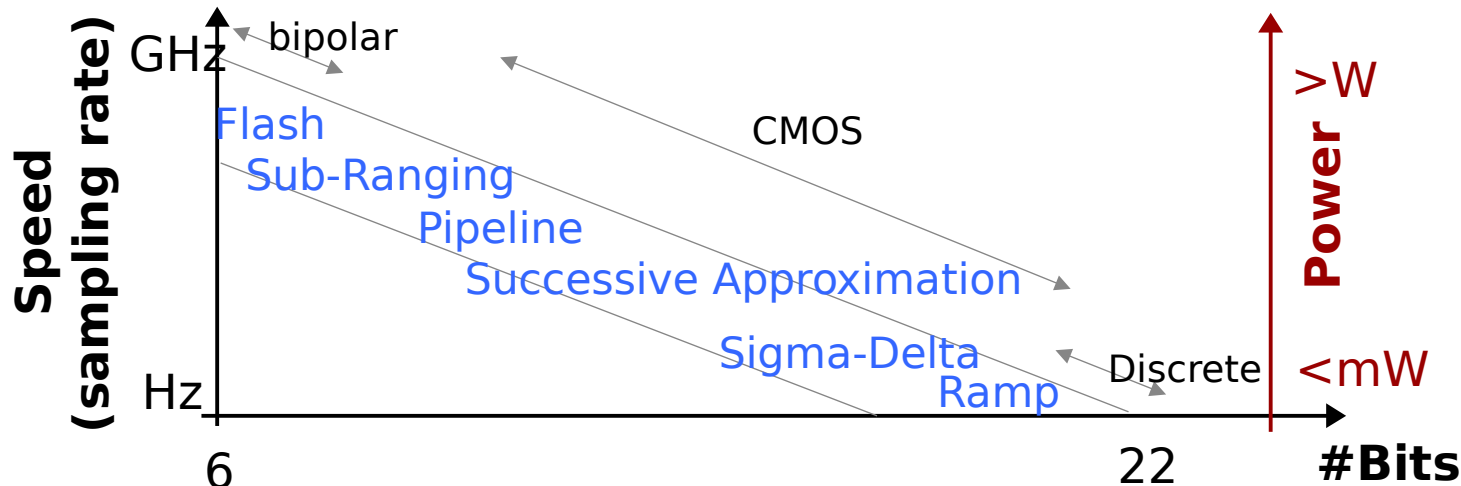 Speed
(sampling rate)
GHz
Hz
bipolar
CMOS
Discrete
Flash
Sub-Ranging
Pipeline
Successive Approximation
Sigma-Delta
Ramp
>W
Power
<mW
6
22
#Bits